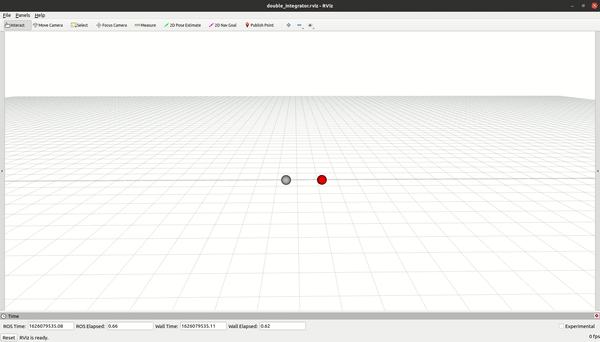 double_integrator.rviz - RViz
File Panels Help
Interact Move Camera Select Focus Camera Measure 2D Pose Estimate 2D Nav Goal Publish Point
Time
ROS Time: 1626079535.08 ROS Elapsed: 0.66 Wall Time: 1626079535.11 Wall Elapsed: 0.62 Experimental
Reset RViz is ready. 0 fps